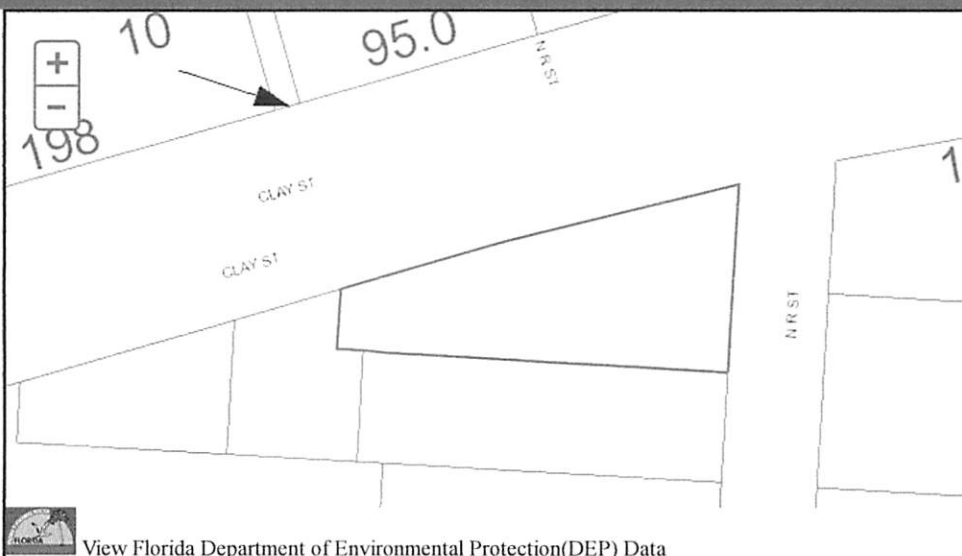 10
95.0
N R ST
+
-
198
1
CLAY ST
CLAY ST
N R ST
FLORIDA
View Florida Department of Environmental Protection(DEP) Data